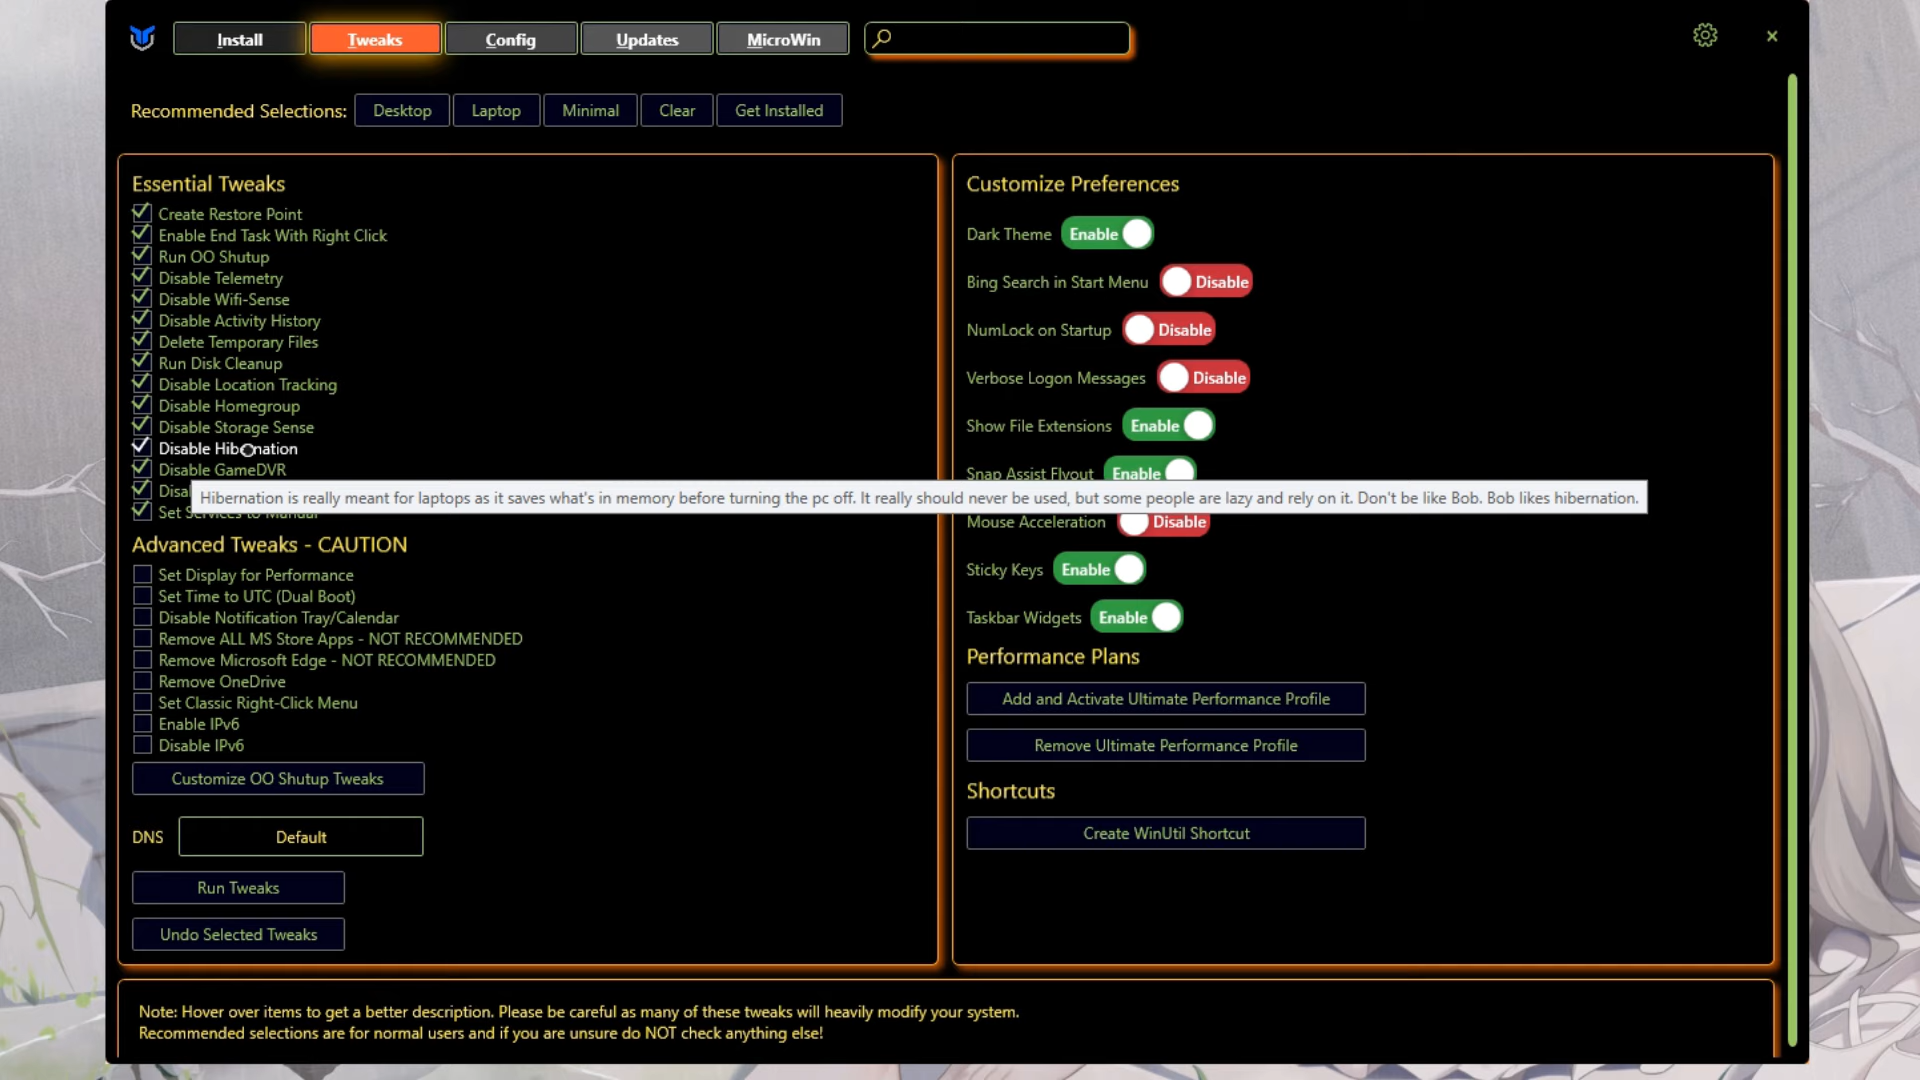 Install
Tweaks
Config
Updates
MicroWin
Recommended Selections:
Desktop
Laptop
Minimal
Clear
Get Installed
Essential Tweaks
Create Restore Point
Enable End Task With Right Click
Run OO Shutup
Disable Telemetry
Disable Wifi-Sense
Disable Activity History
Delete Temporary Files
Run Disk Cleanup
Disable Location Tracking
Disable Homegroup
Disable Storage Sense
Disable Hibernation
Disable GameDVR
Hibernation is really meant for laptops as it saves what's in memory before turning the pc off. It really should never be used, but some people are lazy and rely on it. Don't be like Bob. Bob likes hibernation.
Set Services to Manual
Advanced Tweaks - CAUTION
Set Display for Performance
Set Time to UTC (Dual Boot)
Disable Notification Tray/Calendar
Remove ALL MS Store Apps - NOT RECOMMENDED
Remove Microsoft Edge - NOT RECOMMENDED
Remove OneDrive
Set Classic Right-Click Menu
Enable IPv6
Disable IPv6
Customize OO Shutup Tweaks
DNS
Default
Run Tweaks
Undo Selected Tweaks
Customize Preferences
Dark Theme Enable
Bing Search in Start Menu Disable
NumLock on Startup Disable
Verbose Logon Messages Disable
Show File Extensions Enable
Snap Assist Flyout Enable
Mouse Acceleration Disable
Sticky Keys Enable
Taskbar Widgets Enable
Performance Plans
Add and Activate Ultimate Performance Profile
Remove Ultimate Performance Profile
Shortcuts
Create WinUtil Shortcut
Note: Hover over items to get a better description. Please be careful as many of these tweaks will heavily modify your system.
Recommended selections are for normal users and if you are unsure do NOT check anything else!